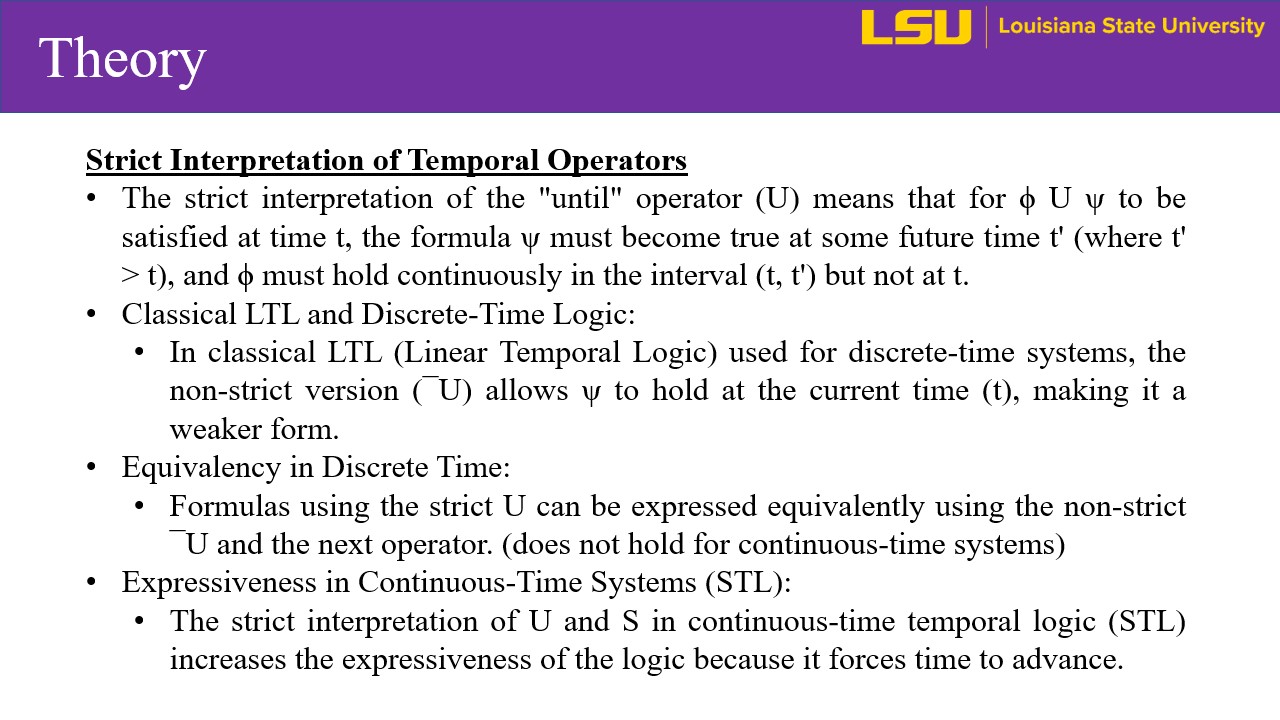 Theory
LSU | Louisiana State University
Strict Interpretation of Temporal Operators
• The strict interpretation of the "until" operator (U) means that for ϕ U ψ to be
satisfied at time t, the formula ψ must become true at some future time t' (where t'
> t), and ϕ must hold continuously in the interval (t, t') but not at t.
• Classical LTL and Discrete-Time Logic:
• In classical LTL (Linear Temporal Logic) used for discrete-time systems, the
non-strict version (¯U) allows ψ to hold at the current time (t), making it a
weaker form.
• Equivalency in Discrete Time:
• Formulas using the strict U can be expressed equivalently using the non-strict
¯U and the next operator. (does not hold for continuous-time systems)
• Expressiveness in Continuous-Time Systems (STL):
• The strict interpretation of U and S in continuous-time temporal logic (STL)
increases the expressiveness of the logic because it forces time to advance.